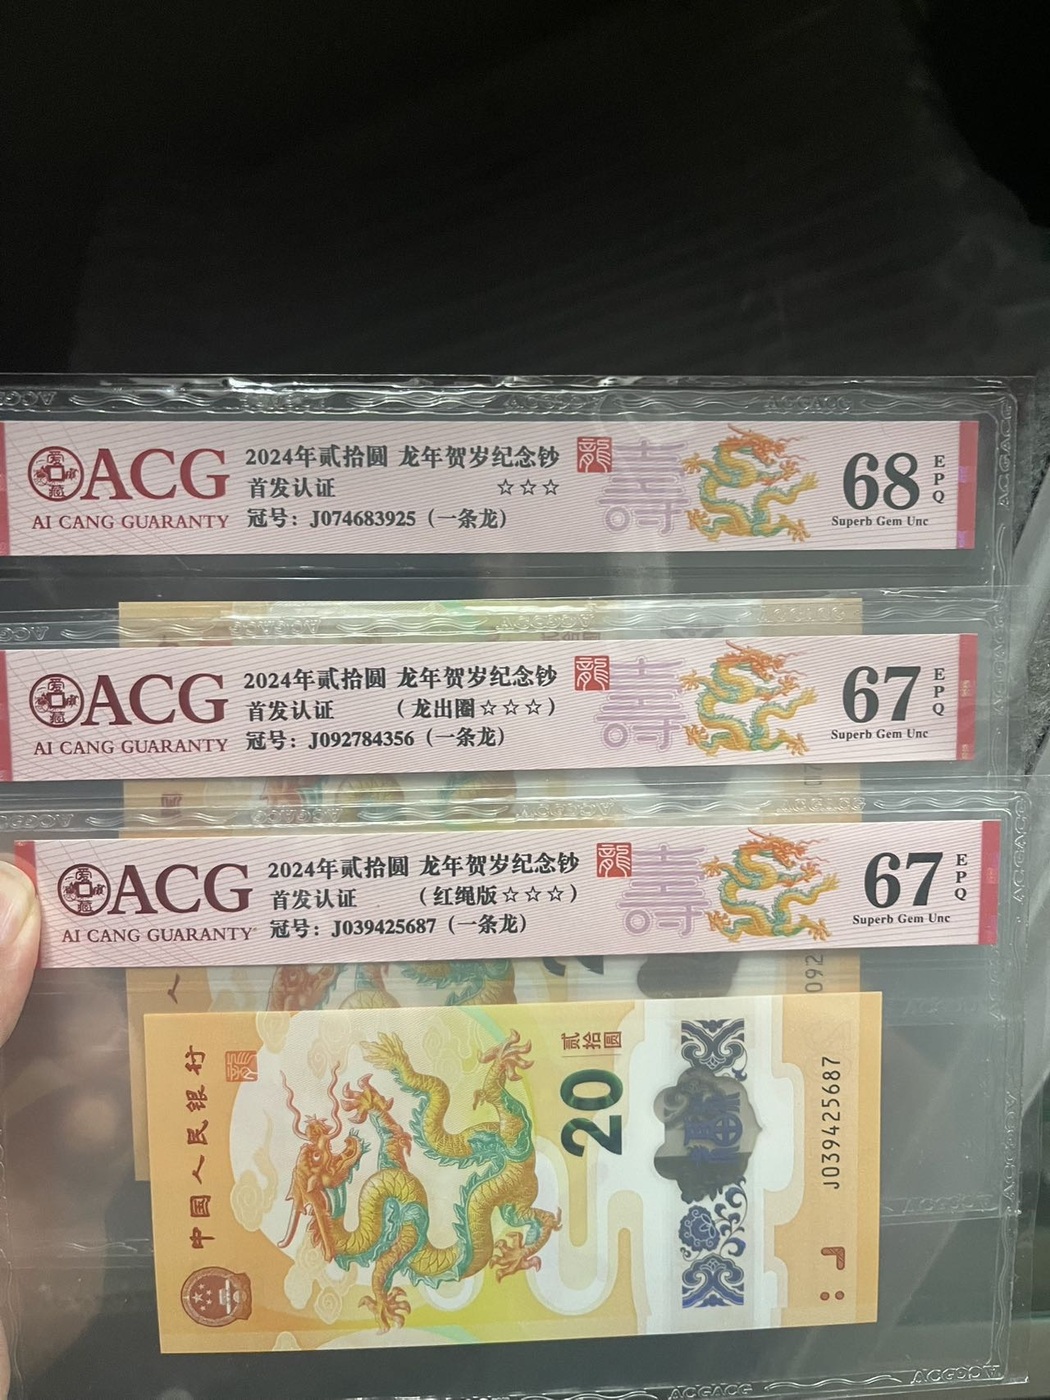 ACG
AI CANG GUARANTY
2024年贰拾圆 龙年贺岁纪念钞
首发认证 ☆☆☆
冠号：J074683925（一条龙）
龍
68
EPQ
Superb Gem Unc
ACG
AI CANG GUARANTY
2024年贰拾圆 龙年贺岁纪念钞
首发认证 （龙出圈☆☆☆）
冠号：J092784356（一条龙）
龍
67
EPQ
Superb Gem Unc
ACG
AI CANG GUARANTY
2024年贰拾圆 龙年贺岁纪念钞
首发认证 （红绳版☆☆☆）
冠号：J039425687（一条龙）
龍
67
EPQ
Superb Gem Unc
中国人民银行
贰拾圆
20
J039425687